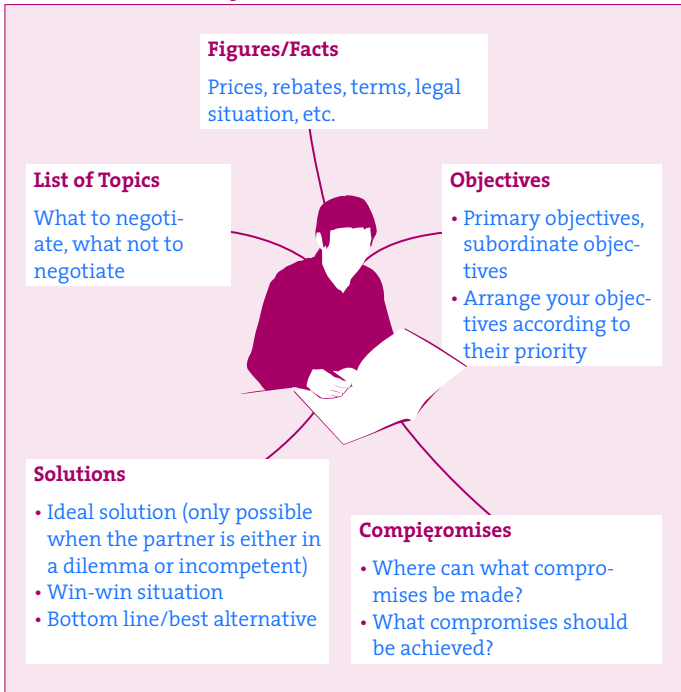 Figures/Facts
Prices, rebates, terms, legal
situation, etc.
List of Topics
What to negoti-
ate, what not to
negotiate
Objectives
• Primary objectives,
subordinate objec-
tives
• Arrange your objec-
tives according to
their priority
Solutions
• Ideal solution (only possible
when the partner is either in
a dilemma or incompetent)
• Win-win situation
• Bottom line/best alternative
Compięromises
• Where can what compro-
mises be made?
• What compromises should
be achieved?